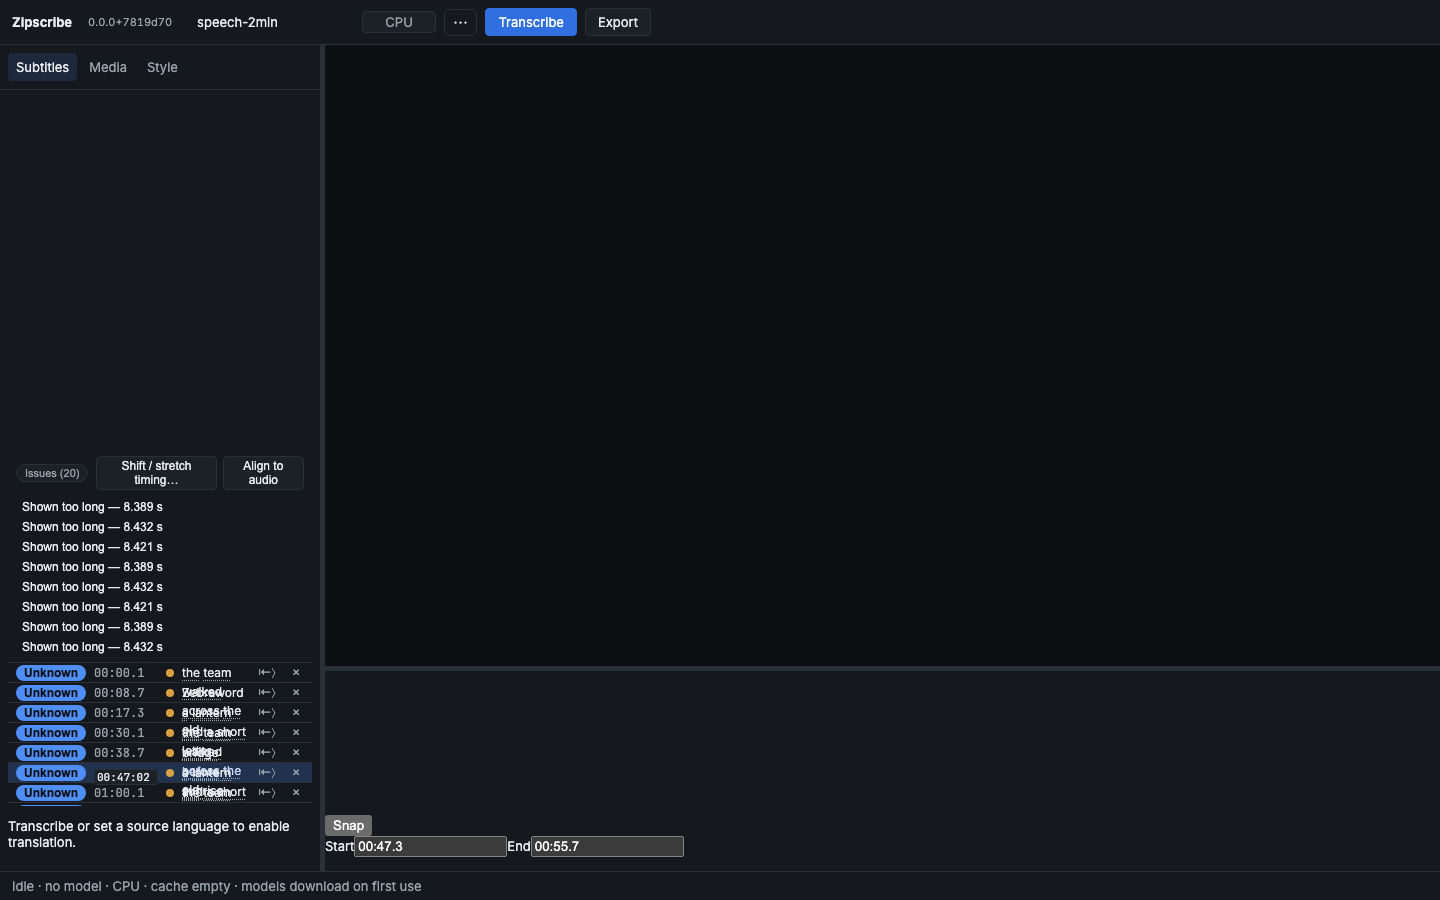 Zipscribe 0.0.0+7819d70 speech-2min CPU ··· Transcribe Export
Subtitles Media Style
Issues (20) Shift / stretch timing… Align to audio
Shown too long — 8.389 s
Shown too long — 8.432 s
Shown too long — 8.421 s
Shown too long — 8.389 s
Shown too long — 8.432 s
Shown too long — 8.421 s
Shown too long — 8.389 s
Shown too long — 8.432 s
Unknown 00:00.1 the team ×
Unknown 00:08.7 ×
Unknown 00:17.3 across the ×
Unknown 00:30.1 short ×
Unknown 00:38.7 ×
Unknown 00:47:02 before the ×
Unknown 01:00.1 short ×
Transcribe or set a source language to enable
translation.
Snap
Start 00:47.3 End 00:55.7
Idle · no model · CPU · cache empty · models download on first use